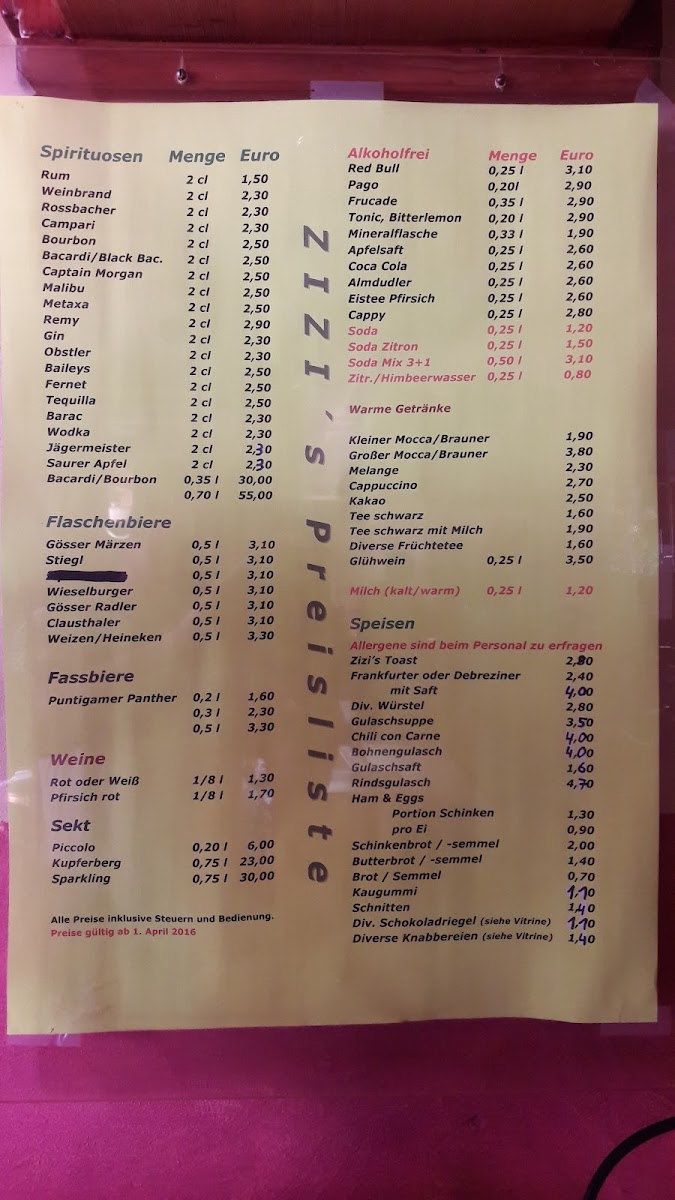 Spirituosen Menge Euro
Rum 2 cl 1,50
Weinbrand 2 cl 2,30
Rossbacher 2 cl 2,30
Campari 2 cl 2,30
Bourbon 2 cl 2,50
Bacardi/Black Bac. 2 cl 2,50
Captain Morgan 2 cl 2,50
Malibu 2 cl 2,50
Metaxa 2 cl 2,50
Remy 2 cl 2,90
Gin 2 cl 2,30
Obstler 2 cl 2,30
Baileys 2 cl 2,50
Fernet 2 cl 2,50
Tequilla 2 cl 2,50
Barac 2 cl 2,30
Wodka 2 cl 2,30
Jägermeister 2 cl 2,30
Saurer Apfel 2 cl 2,30
Bacardi/Bourbon 0,35 l 30,00
0,70 l 55,00
Flaschenbiere
Gösser Märzen 0,5 l 3,10
Stiegl 0,5 l 3,10
0,5 l 3,10
Wieselburger 0,5 l 3,10
Gösser Radler 0,5 l 3,10
Clausthaler 0,5 l 3,10
Weizen/Heineken 0,5 l 3,30
Fassbiere
Puntigamer Panther 0,2 l 1,60
0,3 l 2,30
0,5 l 3,30
Weine
Rot oder Weiß 1/8 l 1,30
Pfirsich rot 1/8 l 1,70
Sekt
Piccolo 0,20 l 6,00
Kupferberg 0,75 l 23,00
Sparkling 0,75 l 30,00
Alle Preise inklusive Steuern und Bedienung.
Preise gültig ab 1. April 2016
ZIZI's Preisliste
Alkoholfrei Menge Euro
Red Bull 0,25 l 3,10
Pago 0,20l 2,90
Frucade 0,35 l 2,90
Tonic, Bitterlemon 0,20 l 2,90
Mineralflasche 0,33 l 1,90
Apfelsaft 0,25 l 2,60
Coca Cola 0,25 l 2,60
Almdudler 0,25 l 2,60
Eistee Pfirsich 0,25 l 2,60
Cappy 0,25 l 2,80
Soda 0,25 l 1,20
Soda Zitron 0,25 l 1,50
Soda Mix 3+1 0,50 l 3,10
Zitr./Himbeerwasser 0,25 l 0,80
Warme Getränke
Kleiner Mocca/Brauner 1,90
Großer Mocca/Brauner 3,80
Melange 2,30
Cappuccino 2,70
Kakao 2,50
Tee schwarz 1,60
Tee schwarz mit Milch 1,90
Diverse Früchtetee 1,60
Glühwein 0,25 l 3,50
Milch (kalt/warm) 0,25 l 1,20
Speisen
Allergene sind beim Personal zu erfragen
Zizi's Toast 2,80
Frankfurter oder Debreziner 2,40
mit Saft 4,00
Div. Würstel 2,80
Gulaschsuppe 3,50
Chili con Carne 4,00
Bohnengulasch 4,00
Gulaschsaft 1,60
Rindsgulasch 4,70
Ham & Eggs
Portion Schinken 1,30
pro Ei 0,90
Schinkenbrot / -semmel 2,00
Butterbrot / -semmel 1,40
Brot / Semmel 0,70
Kaugummi 1,10
Schnitten 1,40
Div. Schokoladriegel (siehe Vitrine) 1,10
Diverse Knabbereien (siehe Vitrine) 1,40